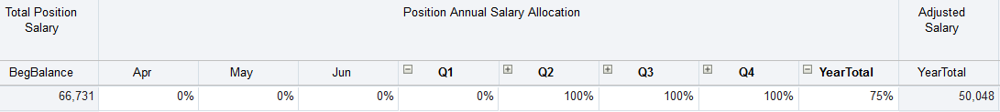 Total Position Salary Position Annual Salary Allocation Adjusted Salary
BegBalance Apr May Jun Q1 Q2 Q3 Q4 YearTotal YearTotal
66,731 0% 0% 0% 0% 100% 100% 100% 75% 50,048